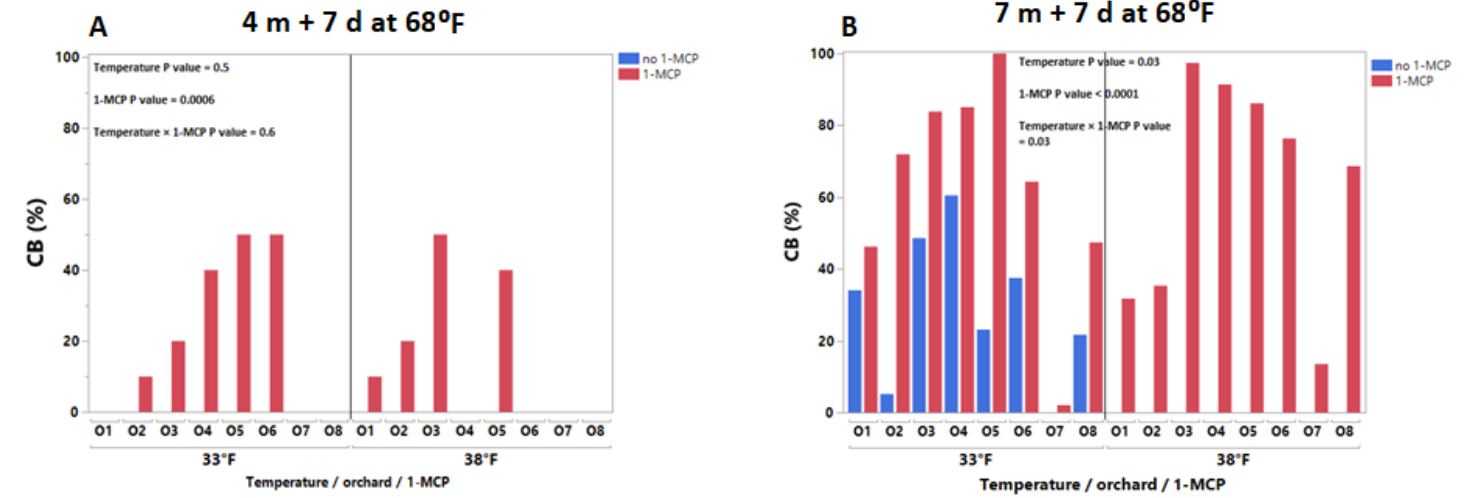 A
4 m + 7 d at 68⁰F
100
80
60
40
20
0
CB (%)
Temperature P value = 0.5
1-MCP P value = 0.0006
Temperature × 1-MCP P value = 0.6
no 1-MCP
1-MCP
O1 O2 O3 O4 O5 O6 O7 O8 O1 O2 O3 O4 O5 O6 O7 O8
33°F 38°F
Temperature / orchard / 1-MCP
B
7 m + 7 d at 68⁰F
100
80
60
40
20
0
CB (%)
Temperature P value = 0.03
1-MCP P value < 0.0001
Temperature × 1-MCP P value
= 0.03
no 1-MCP
1-MCP
O1 O2 O3 O4 O5 O6 O7 O8 O1 O2 O3 O4 O5 O6 O7 O8
33°F 38°F
Temperature / orchard / 1-MCP